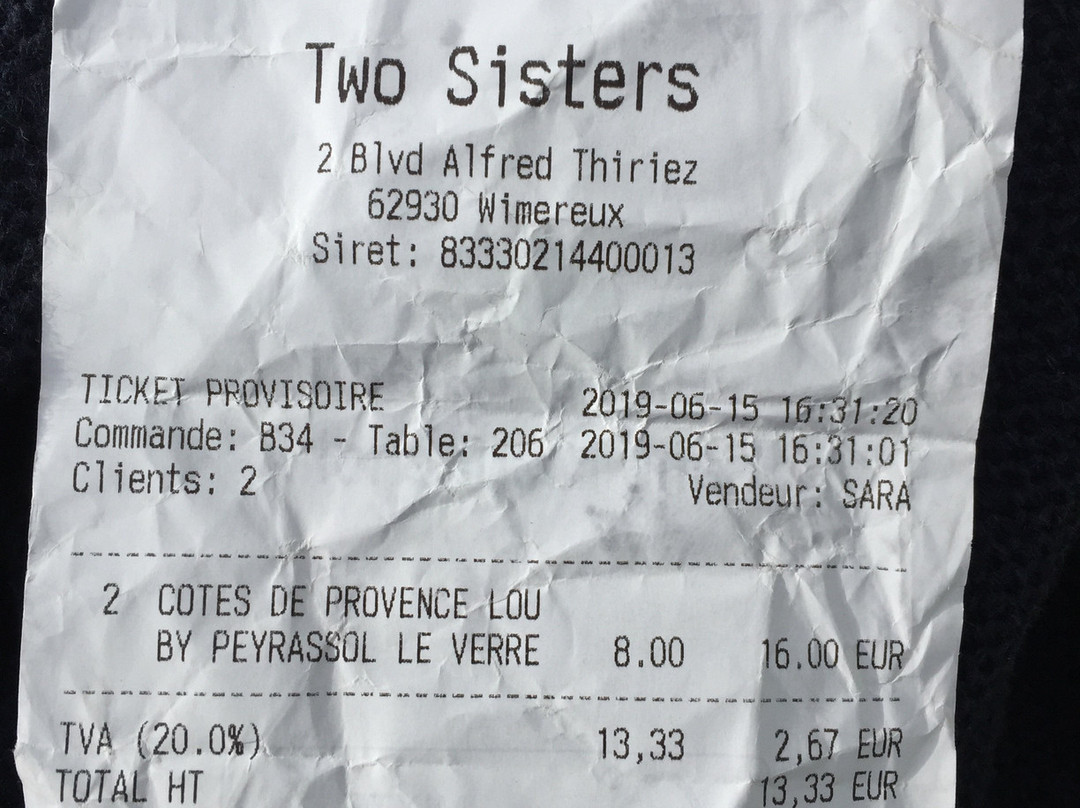 Two Sisters
2 Blvd Alfred Thiriez
62930 Wimereux
Siret: 83330214400013
TICKET PROVISOIRE 2019-06-15 16:31:20
Commande: B34 - Table: 206 2019-06-15 16:31:01
Clients: 2 Vendeur: SARA
2 COTES DE PROVENCE LOU
BY PEYRASSOL LE VERRE 8.00 16.00 EUR
TVA (20.0%) 13,33 2,67 EUR
TOTAL HT 13,33 EUR